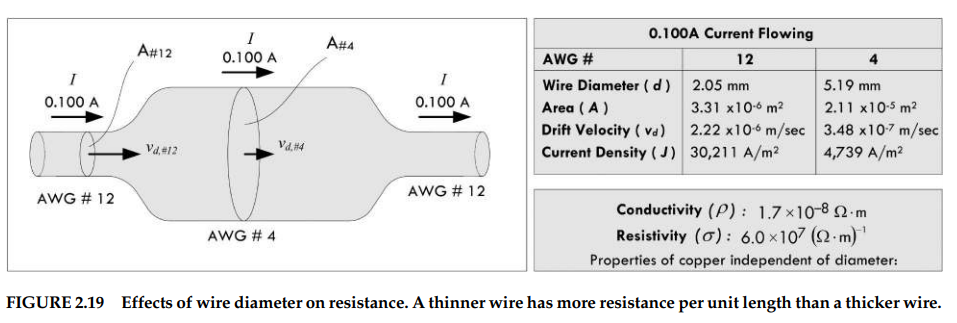 I
0.100 A
A#12
I
0.100 A
A#4
I
0.100 A
vd,#12
vd,#4
AWG # 12
AWG # 4
AWG # 12
0.100A Current Flowing
AWG # 12 4
Wire Diameter ( d ) 2.05 mm 5.19 mm
Area ( A ) 3.31 x10⁻⁶ m² 2.11 x10⁻⁵ m²
Drift Velocity ( vd ) 2.22 x10⁻⁶ m/sec 3.48 x10⁻⁷ m/sec
Current Density ( J ) 30,211 A/m² 4,739 A/m²
Conductivity (ρ) : 1.7 ×10⁻⁸ Ω·m
Resistivity (σ) : 6.0 ×10⁷ (Ω·m)⁻¹
Properties of copper independent of diameter:
FIGURE 2.19 Effects of wire diameter on resistance. A thinner wire has more resistance per unit length than a thicker wire.